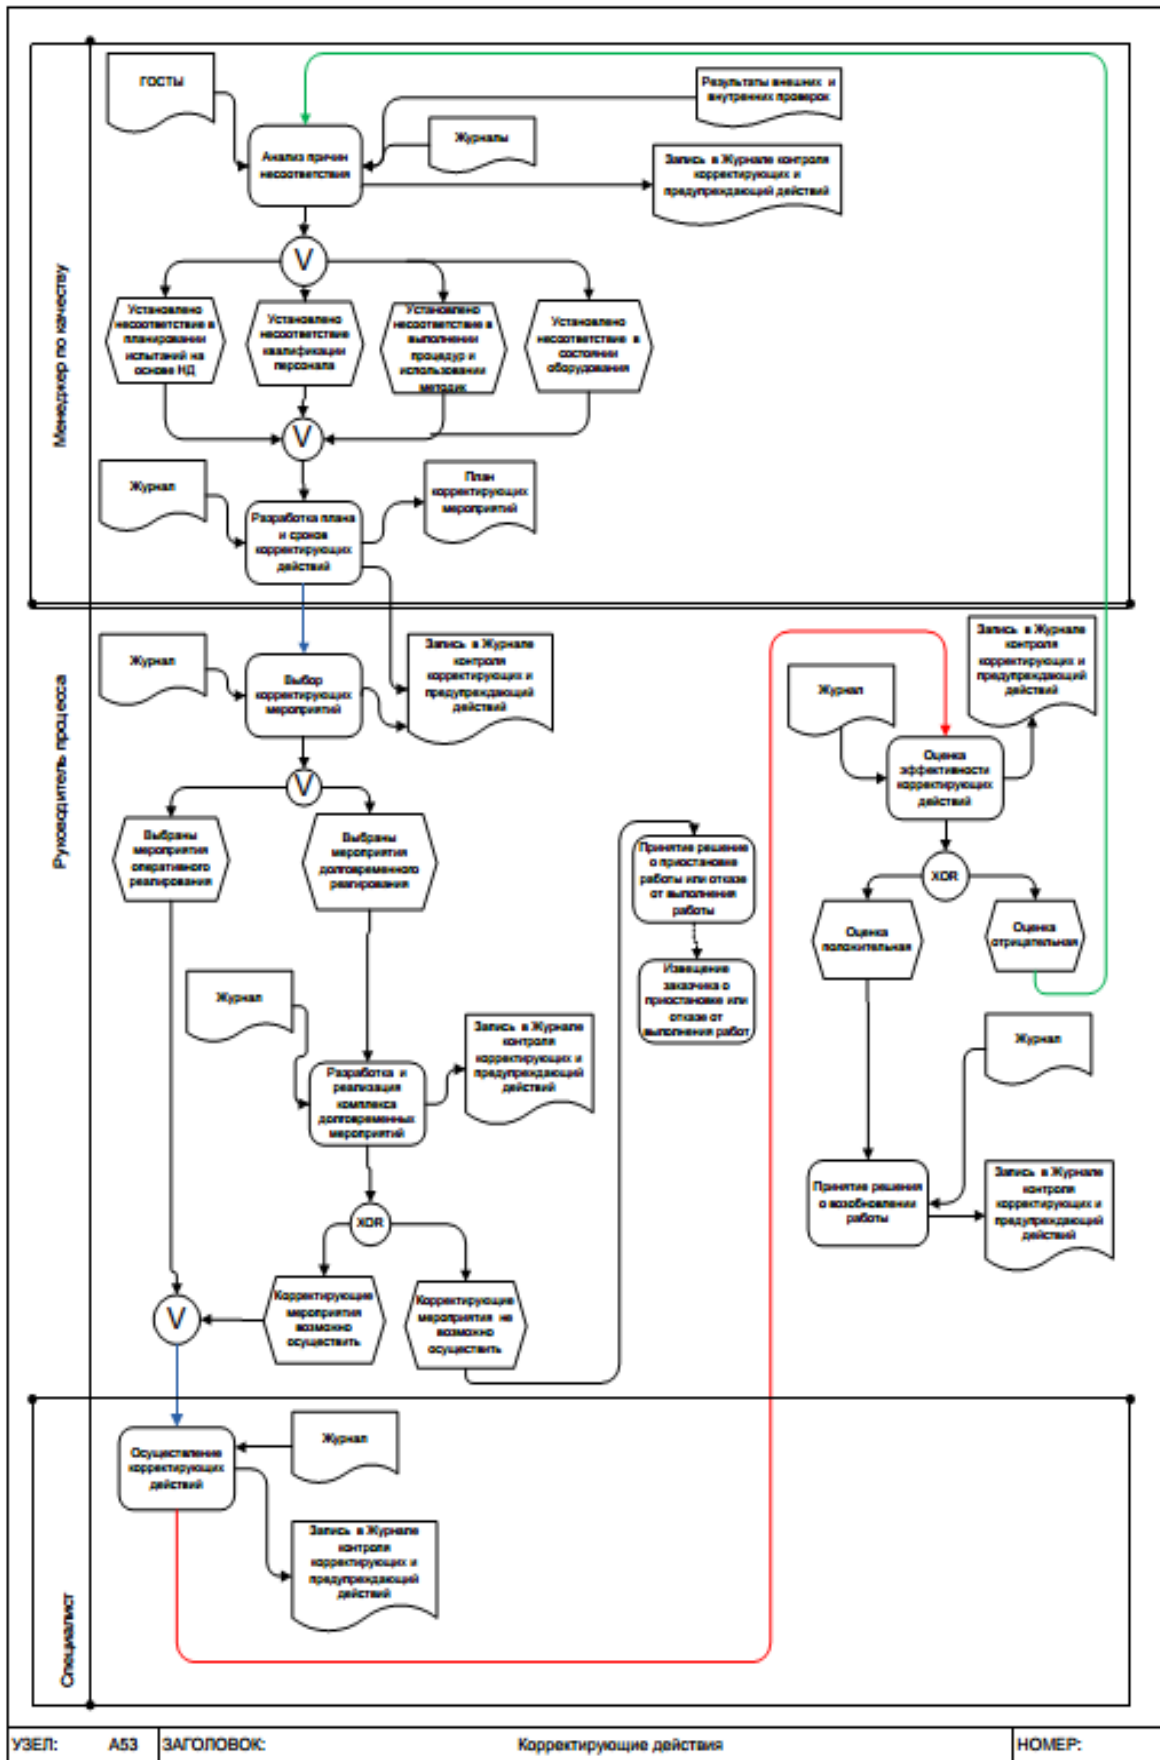 Менеджер по качеству
ГОСТЫ
Результаты внешних и
внутренних проверок
Журналы
Анализ причин
несоответствия
Запись в Журнале контроля
корректирующих и
предупреждающий действий
V
Установлено
несоответствие в
планировании
испытаний на
основе НД
Установлено
несоответствие
квалификации
персонала
Установлено
несоответствие в
выполнении
процедур и
использовании
методик
Установлено
несоответствие в
состоянии
оборудования
V
Журнал
План
корректирующих
мероприятий
Разработка плана
и сроков
корректирующих
действий
Руководитель процесса
Журнал
Выбор
корректирующих
мероприятий
Запись в Журнале
контроля
корректирующих и
предупреждающий
действий
V
Выбраны
мероприятия
оперативного
реалирования
Выбраны
мероприятия
долговременного
реалирования
Журнал
Разработка и
реализация
комплекса
долговременных
мероприятий
Запись в Журнале
контроля
корректирующих и
предупреждающий
действий
XOR
Корректирующие
мероприятия
возможно
осуществить
Корректирующие
мероприятия не
возможно
осуществить
V
Принятие решение
о приостановке
работы или отказе
от выполнения
работы
Извещение
заказчика о
приостановке или
отказе от
выполнения работ
Журнал
Запись в Журнале
контроля
корректирующих и
предупреждающий
действий
Оценка
эффективности
корректирующих
действий
XOR
Оценка
положительная
Оценка
отрицательная
Журнал
Принятие решения
о возобновлении
работы
Запись в Журнале
контроля
корректирующих и
предупреждающий
действий
Специалист
Осуществление
корректирующих
действий
Журнал
Запись в Журнале
контроля
корректирующих и
предупреждающий
действий
УЗЕЛ: А53 ЗАГОЛОВОК: Корректирующие действия НОМЕР: